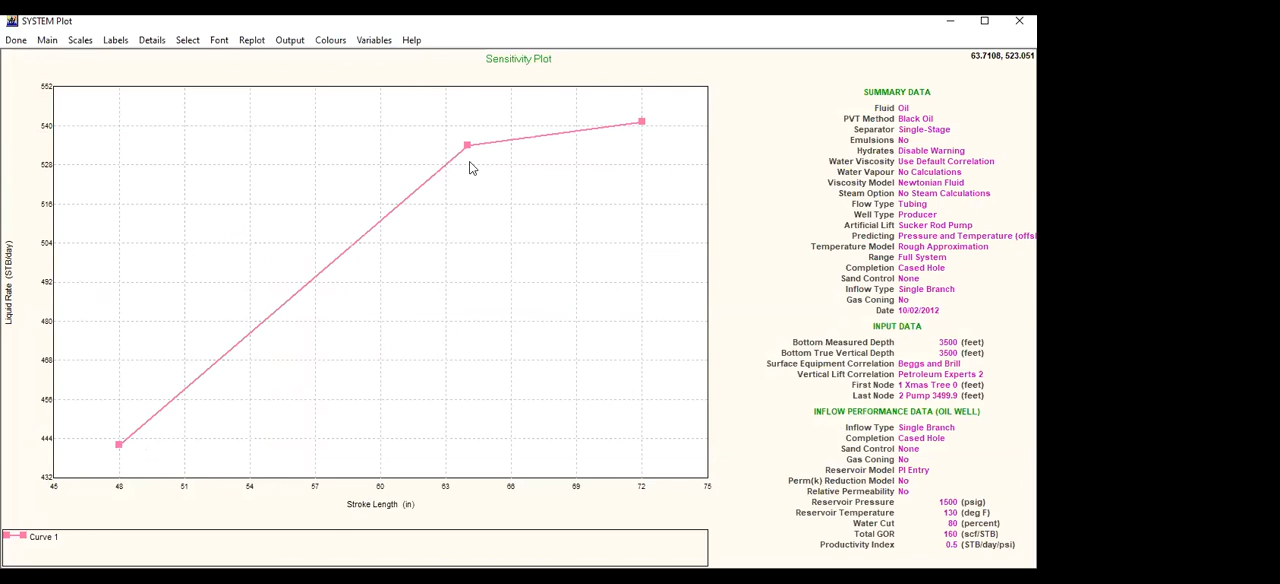 SYSTEM Plot
Done Main Scales Labels Details Select Font Replot Output Colours Variables Help
Sensitivity Plot
63.7108, 523.051
552
540
528
516
504
492
480
468
456
444
432
Liquid Rate (STB/day)
45 48 51 54 57 60 63 66 69 72 75
Stroke Length (in)
Curve 1
SUMMARY DATA
Fluid Oil
PVT Method Black Oil
Separator Single-Stage
Emulsions No
Hydrates Disable Warning
Water Viscosity Use Default Correlation
Water Vapour No Calculations
Viscosity Model Newtonian Fluid
Steam Option No Steam Calculations
Flow Type Tubing
Well Type Producer
Artificial Lift Sucker Rod Pump
Predicting Pressure and Temperature (offsl
Temperature Model Rough Approximation
Range Full System
Completion Cased Hole
Sand Control None
Inflow Type Single Branch
Gas Coning No
Date 10/02/2012
INPUT DATA
Bottom Measured Depth 3500 (feet)
Bottom True Vertical Depth 3500 (feet)
Surface Equipment Correlation Beggs and Brill
Vertical Lift Correlation Petroleum Experts 2
First Node 1 Xmas Tree 0 (feet)
Last Node 2 Pump 3499.9 (feet)
INFLOW PERFORMANCE DATA (OIL WELL)
Inflow Type Single Branch
Completion Cased Hole
Sand Control None
Gas Coning No
Reservoir Model PI Entry
Perm(k) Reduction Model No
Relative Permeability No
Reservoir Pressure 1500 (psig)
Reservoir Temperature 130 (deg F)
Water Cut 80 (percent)
Total GOR 160 (scf/STB)
Productivity Index 0.5 (STB/day/psi)